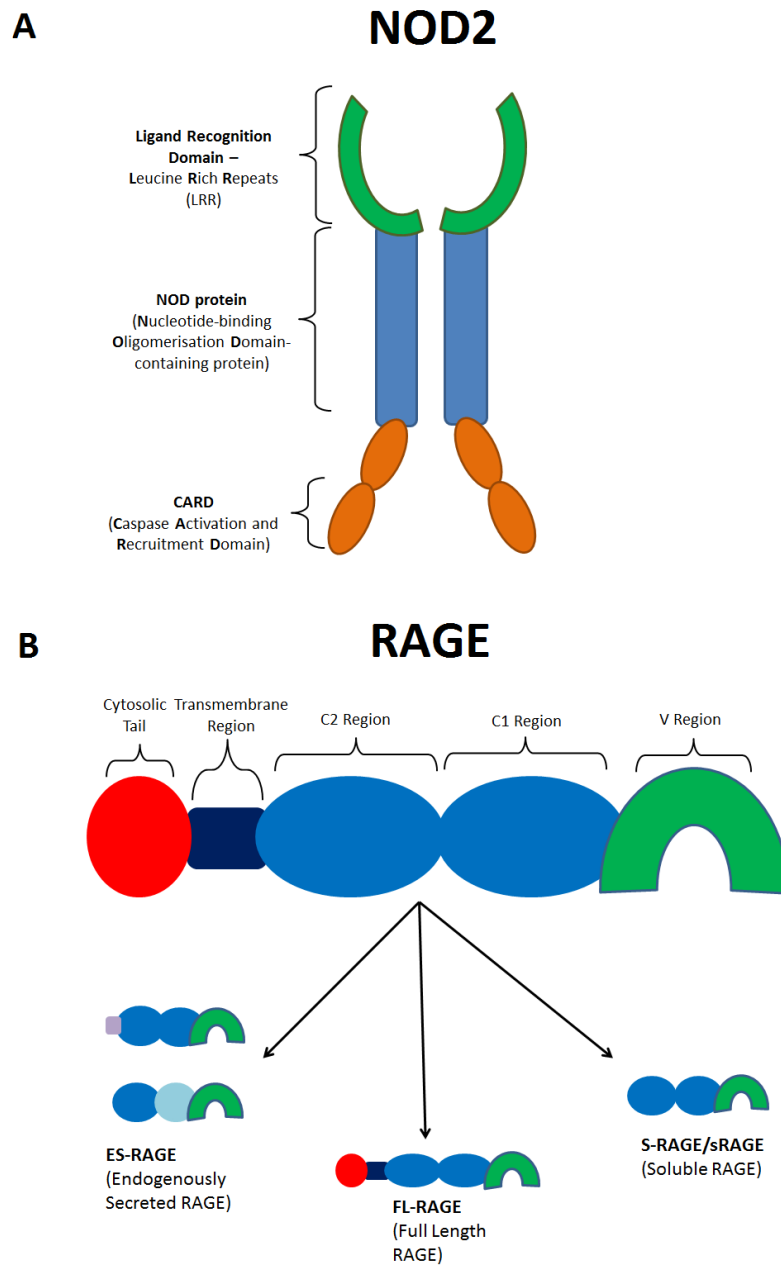 A
NOD2
Ligand Recognition
Domain –
Leucine Rich Repeats
(LRR)
NOD protein
(Nucleotide-binding
Oligomerisation Domain-
containing protein)
CARD
(Caspase Activation and
Recruitment Domain)
B
RAGE
Cytosolic
Tail
Transmembrane
Region
C2 Region
C1 Region
V Region
ES-RAGE
(Endogenously
Secreted RAGE)
FL-RAGE
(Full Length
RAGE)
S-RAGE/sRAGE
(Soluble RAGE)